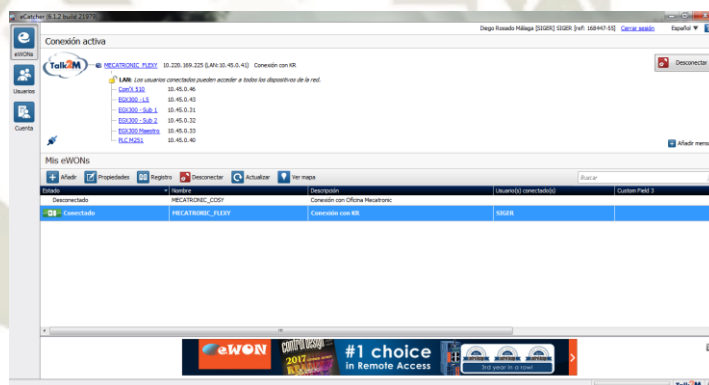 eCatcher (6.1.2 build 21979)
Diego Rosado Málaga [SIGER] SIGER [ref: 168447-55] Cerrar sesión Español
eWONs
Usuarios
Cuenta
Conexión activa
Talk2M
MECATRONIC_FLEXY 10.220.169.225 (LAN:10.45.0.41) Conexión con KR
Desconectar
LAN: Los usuarios conectados pueden acceder a todos los dispositivos de la red.
Com'X 510 10.45.0.46
EGX300 - L5 10.45.0.43
EGX300 - Sub 1 10.45.0.31
EGX300 - Sub 2 10.45.0.32
EGX300 Maestro 10.45.0.33
PLC M251 10.45.0.40
Añadir mens
Mis eWONs
Añadir Propiedades Registro Desconectar Actualizar Ver mapa Buscar
Estado Nombre Descripción Usuario(s) conectado(s) Custom Field 3
Desconectado MECATRONIC_COSY Conexión con Oficina Mecatronic
Conectado MECATRONIC_FLEXY Conexión con KR SIGER
eWON
control design
2017
#1 choice
in Remote Access
3rd year in a row!
Talk2M